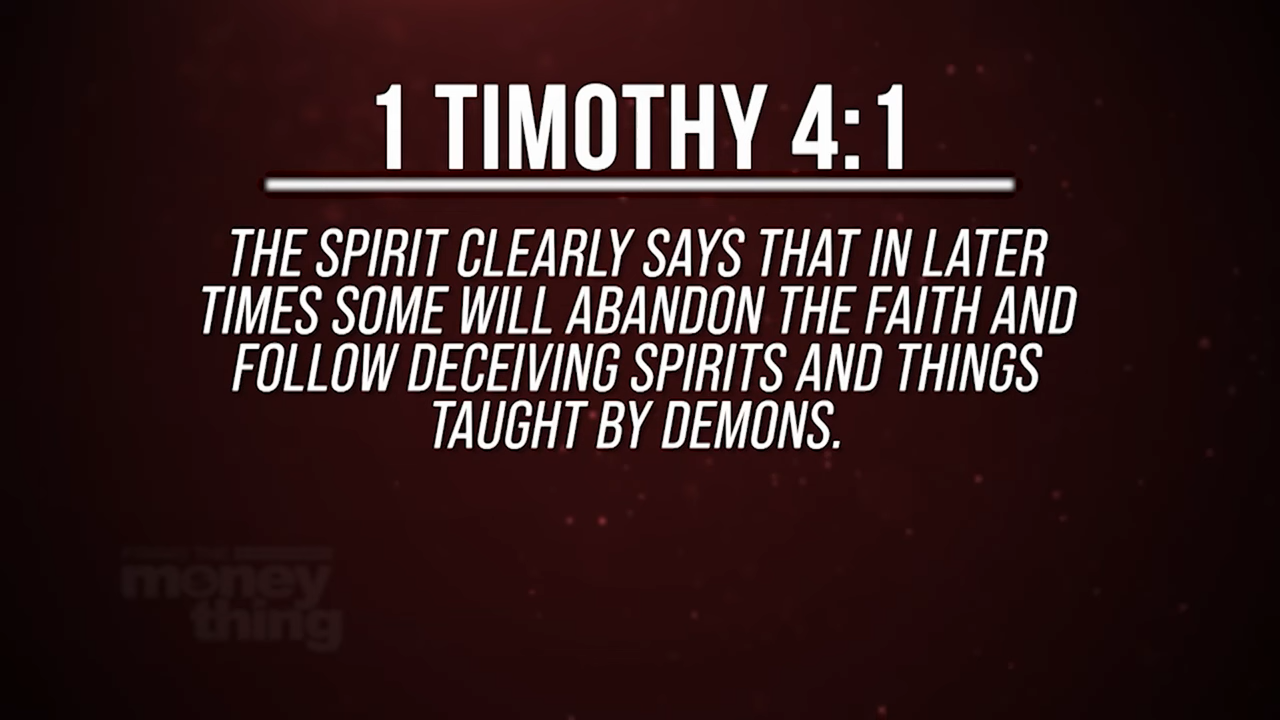 1 TIMOTHY 4:1
THE SPIRIT CLEARLY SAYS THAT IN LATER
TIMES SOME WILL ABANDON THE FAITH AND
FOLLOW DECEIVING SPIRITS AND THINGS
TAUGHT BY DEMONS.
money
thing